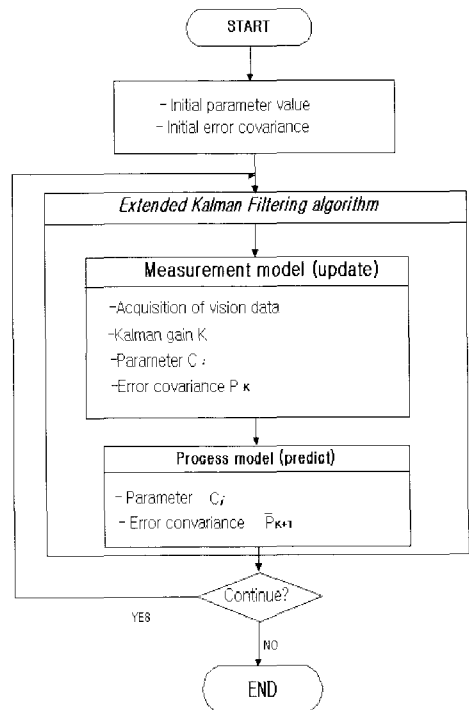 START
- Initial parameter value
- Initial error covariance
Extended Kalman Filtering algorithm
Measurement model (update)
-Acquisition of vision data
-Kalman gain K
-Parameter C i
-Error covariance P K
Process model (predict)
- Parameter C i
- Error convariance P̅K+1
Continue?
YES
NO
END